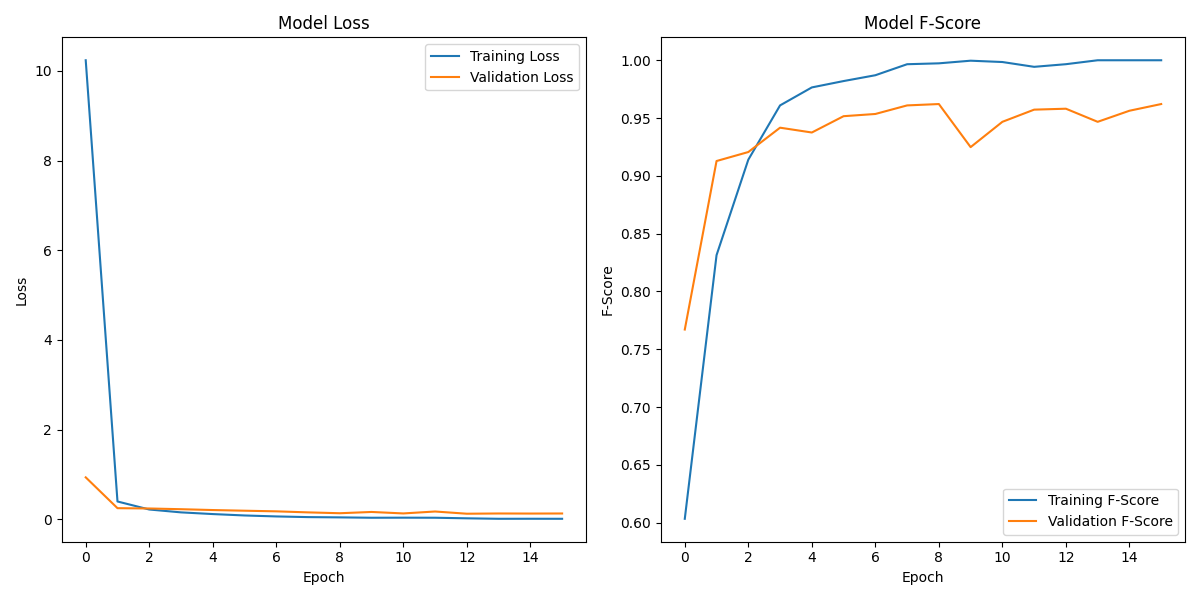 Model Loss
10
8
6
4
2
0
Loss
Training Loss
Validation Loss
0 2 4 6 8 10 12 14
Epoch
Model F-Score
1.00
0.95
0.90
0.85
0.80
0.75
0.70
0.65
0.60
F-Score
Training F-Score
Validation F-Score
0 2 4 6 8 10 12 14
Epoch